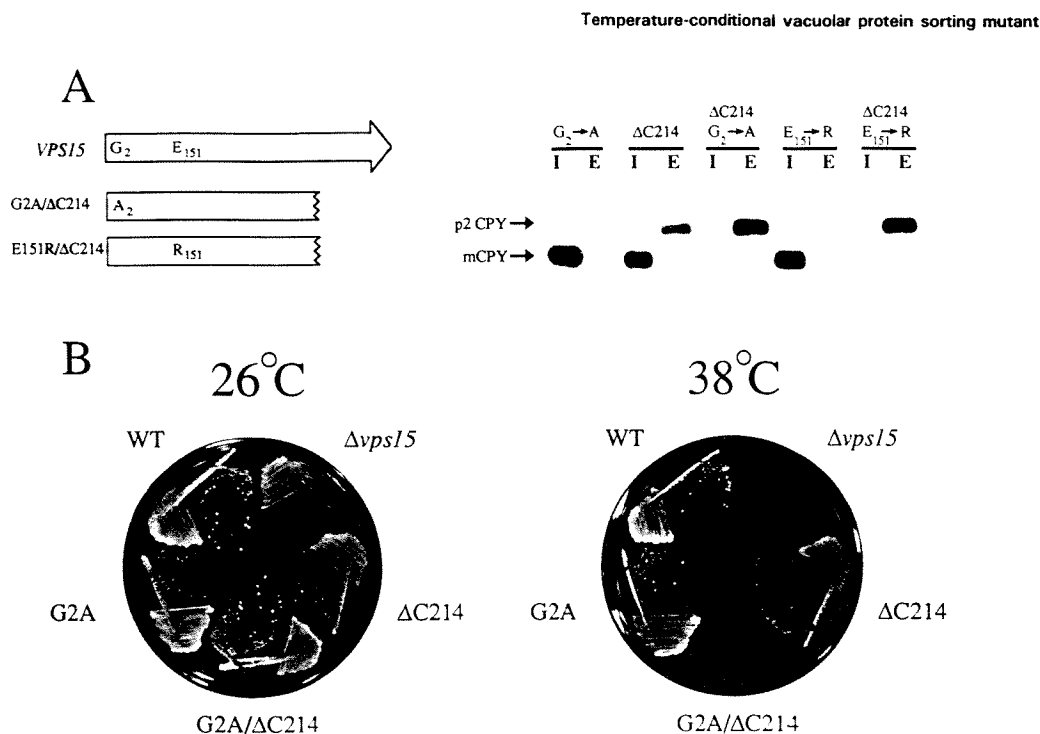 Temperature-conditional vacuolar protein sorting mutant
A
VPS15
G2
E151
G2A/ΔC214
A2
E151R/ΔC214
R151
G2→A
ΔC214
ΔC214
G2→A
E151→R
ΔC214
E151→R
I E I E I E I E I E
p2 CPY →
mCPY →
B
26°C
WT
Δvps15
G2A
ΔC214
G2A/ΔC214
38°C
WT
Δvps15
G2A
ΔC214
G2A/ΔC214